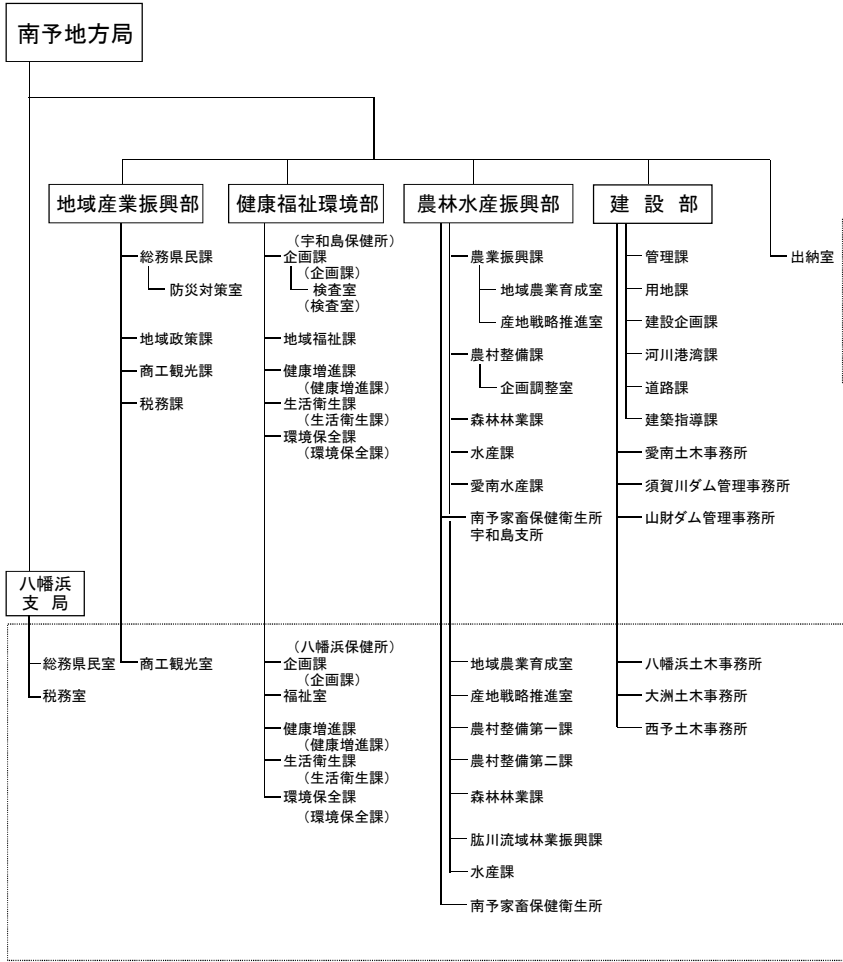 南予地方局
地域産業振興部
総務県民課
防災対策室
地域政策課
商工観光課
税務課
健康福祉環境部
（宇和島保健所）
企画課
（企画課）
検査室
（検査室）
地域福祉課
健康増進課
（健康増進課）
生活衛生課
（生活衛生課）
環境保全課
（環境保全課）
農林水産振興部
農業振興課
地域農業育成室
産地戦略推進室
農村整備課
企画調整室
森林林業課
水産課
愛南水産課
南予家畜保健衛生所
宇和島支所
建設部
管理課
用地課
建設企画課
河川港湾課
道路課
建築指導課
愛南土木事務所
須賀川ダム管理事務所
山財ダム管理事務所
出納室
八幡浜
支局
総務県民室
税務室
商工観光室
（八幡浜保健所）
企画課
（企画課）
福祉室
健康増進課
（健康増進課）
生活衛生課
（生活衛生課）
環境保全課
（環境保全課）
地域農業育成室
産地戦略推進室
農村整備第一課
農村整備第二課
森林林業課
肱川流域林業振興課
水産課
南予家畜保健衛生所
八幡浜土木事務所
大洲土木事務所
西予土木事務所